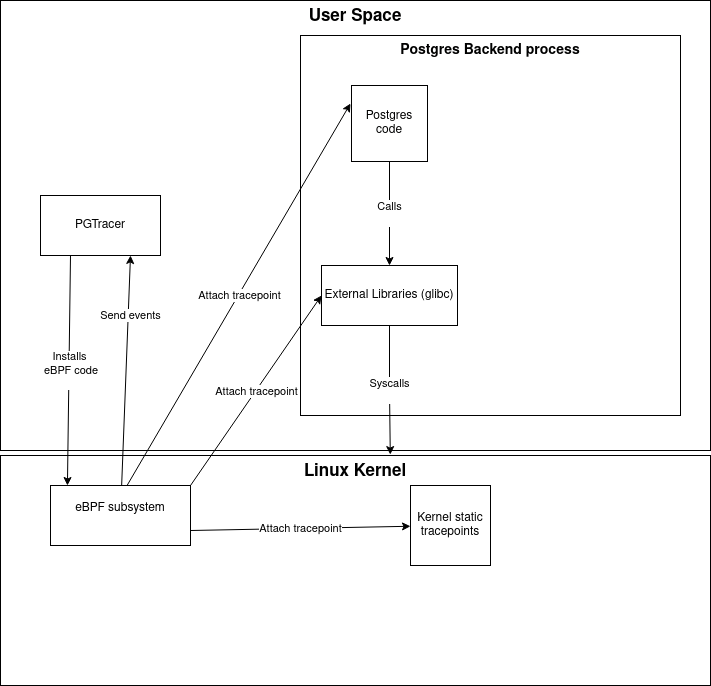 User Space
Postgres Backend process
Postgres
code
Calls
PGTracer
External Libraries (glibc)
Attach tracepoint
Send events
Installs
eBPF code
Attach tracepoint
Syscalls
Linux Kernel
eBPF subsystem
Attach tracepoint
Kernel static
tracepoints